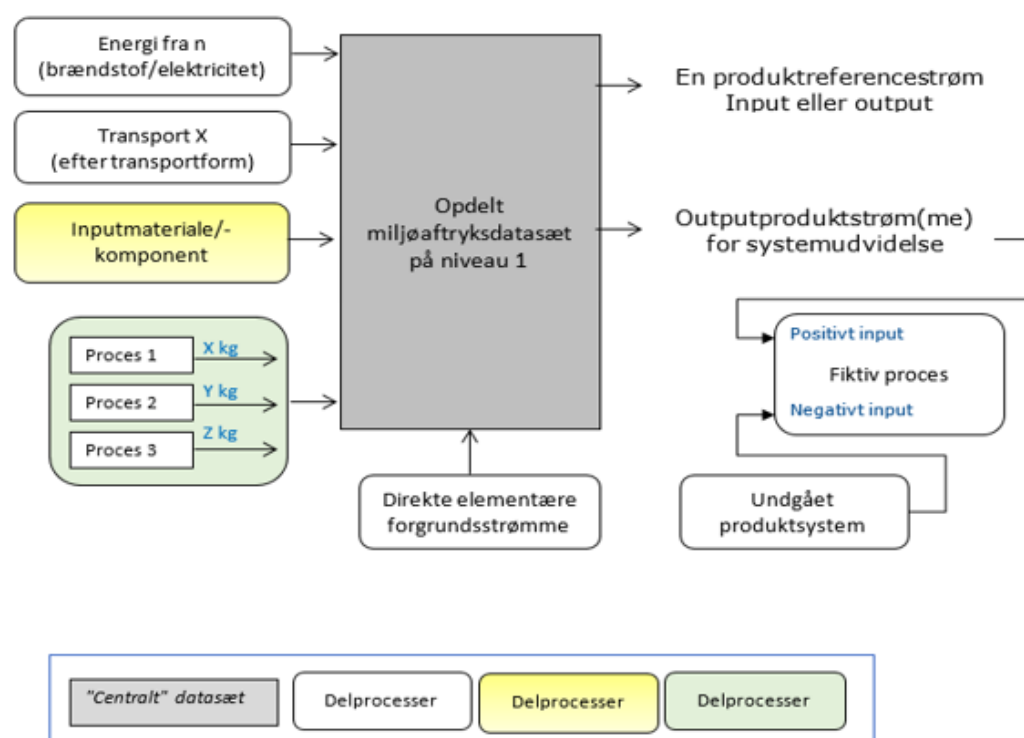 Energi fra n
(brændstof/elektricitet)
Transport X
(efter transportform)
Inputmateriale/-
komponent
Proces 1
X kg
Proces 2
Y kg
Proces 3
Z kg
Opdelt
miljøaftryksdatasæt
på niveau 1
Direkte elementære
forgrundsstrømme
En produktreferencestrøm
Input eller output
Outputproduktstrøm(me)
for systemudvidelse
Positivt input
Fiktiv proces
Negativt input
Undgået
produktsystem
"Centralt" datasæt
Delprocesser
Delprocesser
Delprocesser